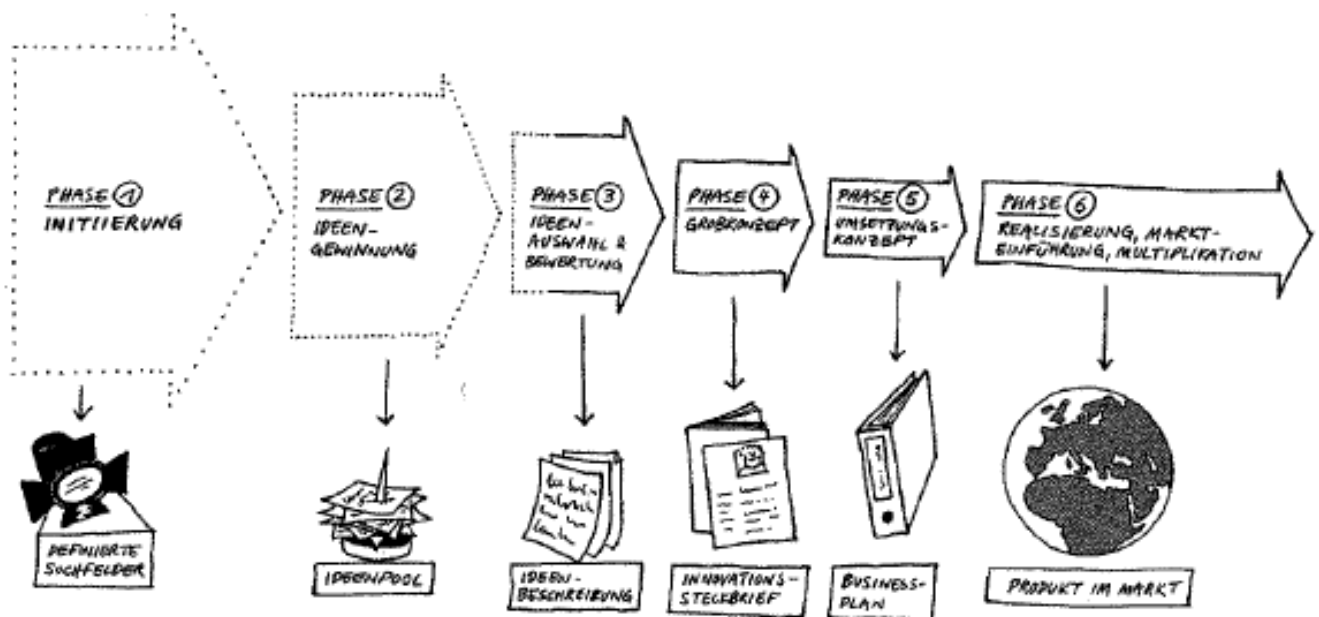 PHASE 1
INITIIERUNG
PHASE 2
IDEEN-
GEWINNUNG
PHASE 3
IDEEN-
AUSWAHL &
BEWERTUNG
PHASE 4
GROBKONZEPT
PHASE 5
UMSETZUNGS-
KONZEPT
PHASE 6
REALISIERUNG, MARKT-
EINFÜHRUNG, MULTIPLIKATION
DEFINIERTE
SUCHFELDER
IDEENPOOL
IDEEN-
BESCHREIBUNG
INNOVATIONS-
STECKBRIEF
BUSINESS-
PLAN
PRODUKT IM MARKT